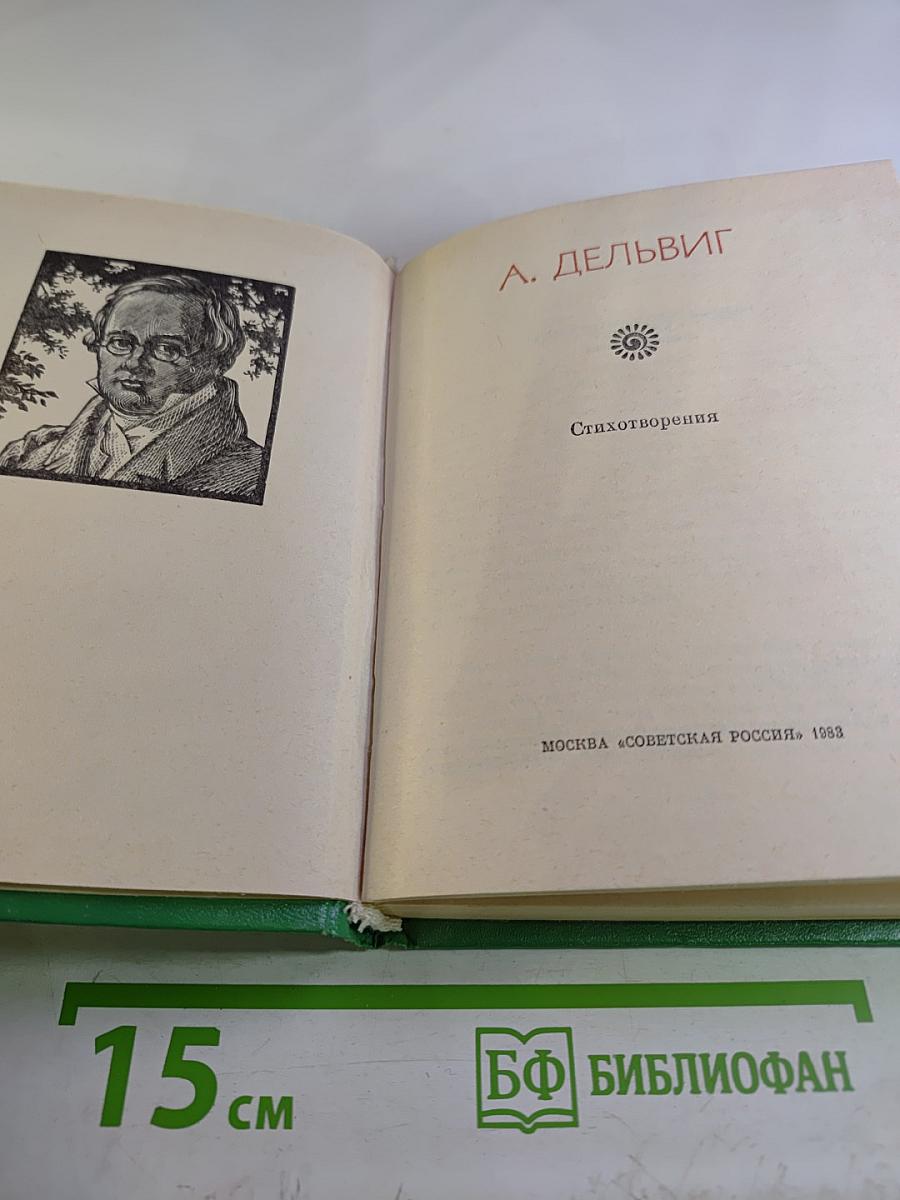 А. ДЕЛЬВИГ
Стихотворения
МОСКВА «СОВЕТСКАЯ РОССИЯ» 1983
15 см
БФ БИБЛИОФАН